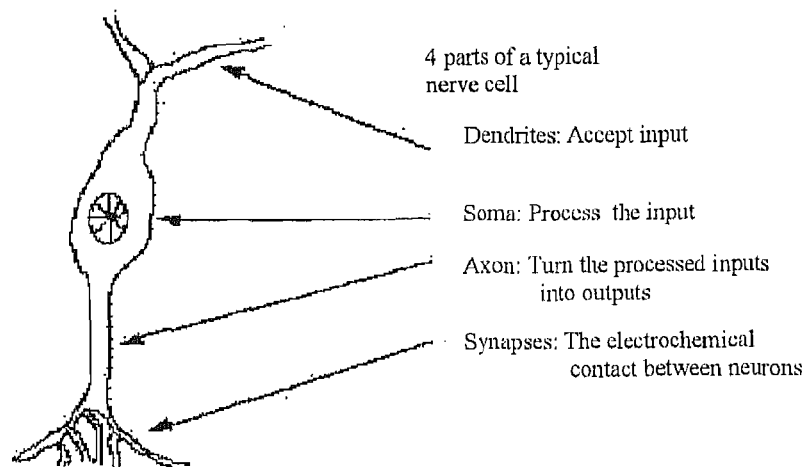 4 parts of a typical
nerve cell
Dendrites: Accept input
Soma: Process the input
Axon: Turn the processed inputs
into outputs
Synapses: The electrochemical
contact between neurons